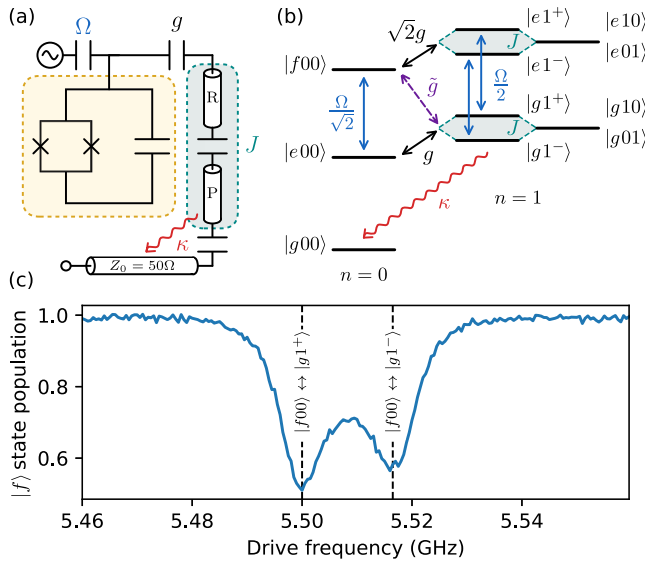 (a)
Ω
g
R
J
P
κ
Z₀ = 50Ω
(b)
√2g
|e1⁺⟩
|e10⟩
J
|f00⟩
|e1⁻⟩
|e01⟩
Ω/√2
g̃
Ω/2
|g1⁺⟩
|g10⟩
J
|e00⟩
g
|g1⁻⟩
|g01⟩
κ
n = 1
|g00⟩
n = 0
(c)
|f⟩ state population
1.0
0.8
0.6
|f00⟩ ↔ |g1⁺⟩
|f00⟩ ↔ |g1⁻⟩
5.46
5.48
5.50
5.52
5.54
Drive frequency (GHz)